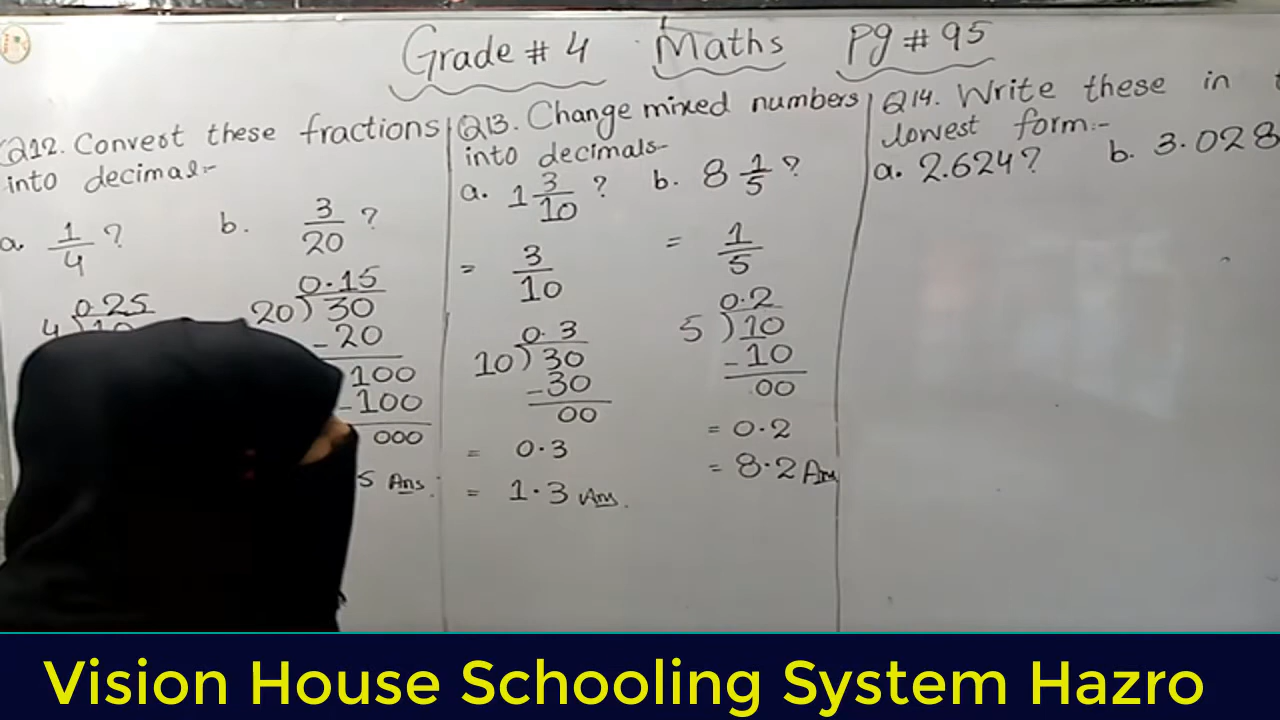 Grade # 4 Maths Pg # 95
Q12. Convert these fractions
into decimal:-
a. 1/4 ?
b. 3/20 ?
0.25
4)10
0.15
20)30
-20
100
-100
000
5 Ans.
Q13. Change mixed numbers
into decimals-
a. 1 3/10 ?
= 3/10
0.3
10)30
-30
00
= 0.3
= 1.3 Ans.
b. 8 1/5 ?
= 1/5
0.2
5)10
-10
00
= 0.2
= 8.2 Ans
Q14. Write these in
lowest form:-
a. 2.624?
b. 3.028
Vision House Schooling System Hazro